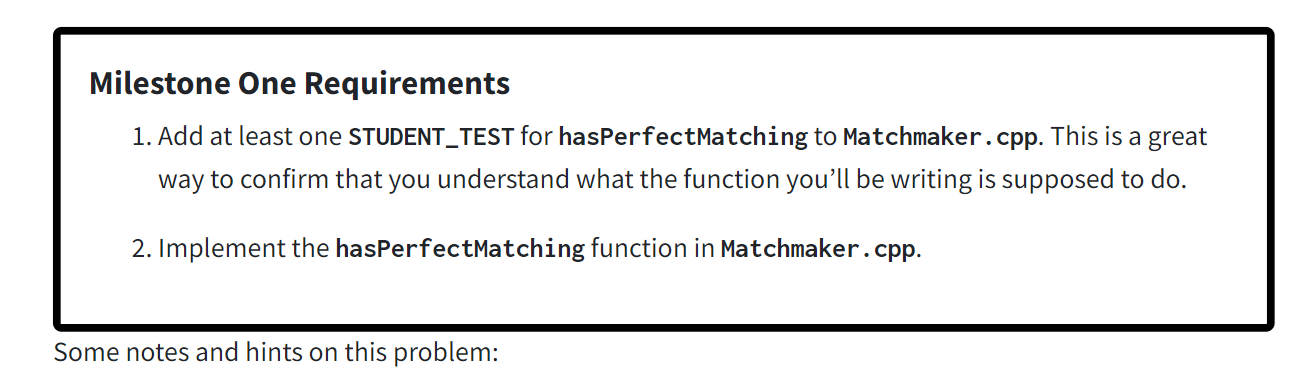 Milestone One Requirements
1. Add at least one STUDENT_TEST for hasPerfectMatching to Matchmaker.cpp. This is a great
way to confirm that you understand what the function you’ll be writing is supposed to do.
2. Implement the hasPerfectMatching function in Matchmaker.cpp.
Some notes and hints on this problem: